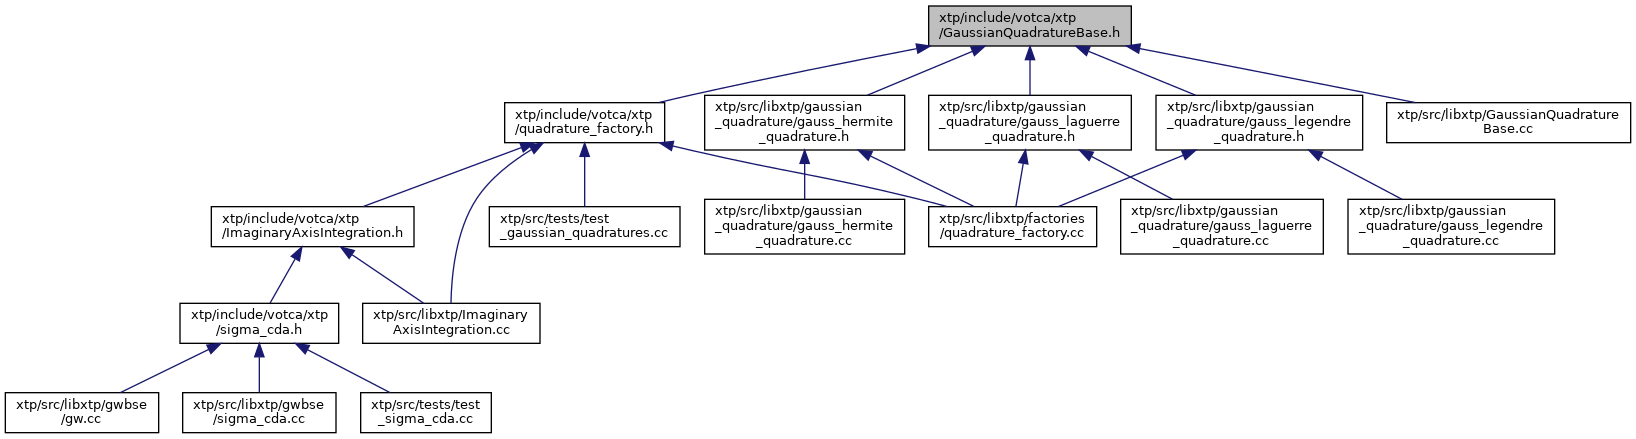 xtp/include/votca/xtp
/GaussianQuadratureBase.h
xtp/include/votca/xtp
/quadrature_factory.h
xtp/src/libxtp/gaussian
_quadrature/gauss_hermite
_quadrature.h
xtp/src/libxtp/gaussian
_quadrature/gauss_laguerre
_quadrature.h
xtp/src/libxtp/gaussian
_quadrature/gauss_legendre
_quadrature.h
xtp/src/libxtp/GaussianQuadrature
Base.cc
xtp/include/votca/xtp
/ImaginaryAxisIntegration.h
xtp/src/tests/test
_gaussian_quadratures.cc
xtp/src/libxtp/gaussian
_quadrature/gauss_hermite
_quadrature.cc
xtp/src/libxtp/factories
/quadrature_factory.cc
xtp/src/libxtp/gaussian
_quadrature/gauss_laguerre
_quadrature.cc
xtp/src/libxtp/gaussian
_quadrature/gauss_legendre
_quadrature.cc
xtp/include/votca/xtp
/sigma_cda.h
xtp/src/libxtp/Imaginary
AxisIntegration.cc
xtp/src/libxtp/gwbse
/gw.cc
xtp/src/libxtp/gwbse
/sigma_cda.cc
xtp/src/tests/test
_sigma_cda.cc